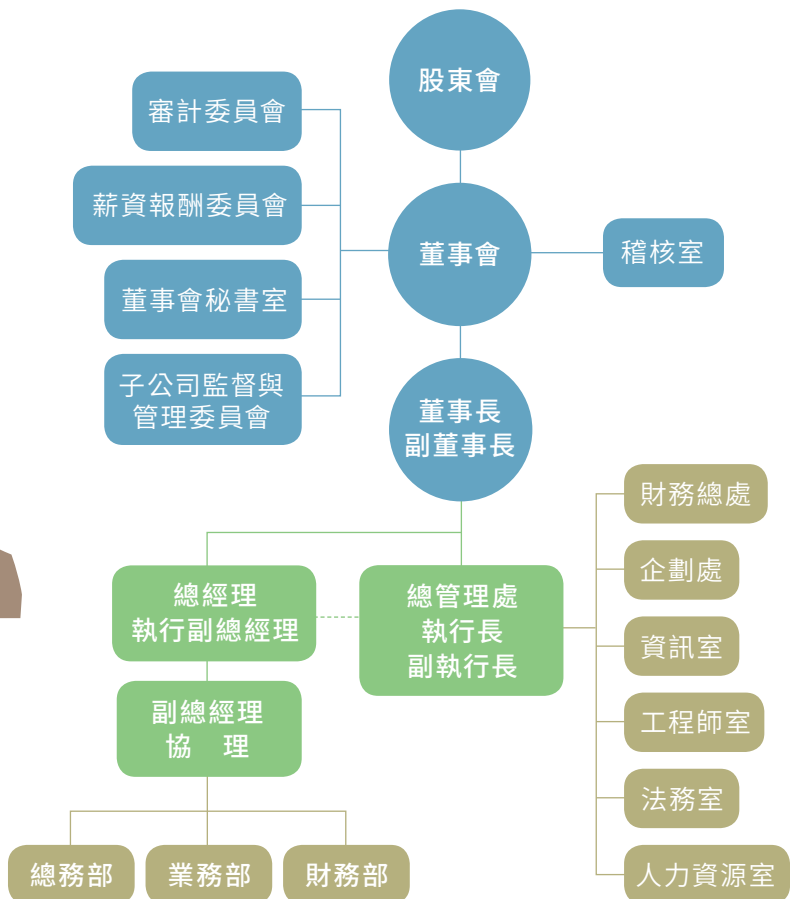 股東會
審計委員會
薪資報酬委員會
董事會
稽核室
董事會秘書室
子公司監督與
管理委員會
董事長
副董事長
財務總處
企劃處
總經理
執行副總經理
總管理處
執行長
副執行長
資訊室
副總經理
協　理
工程師室
法務室
總務部
業務部
財務部
人力資源室